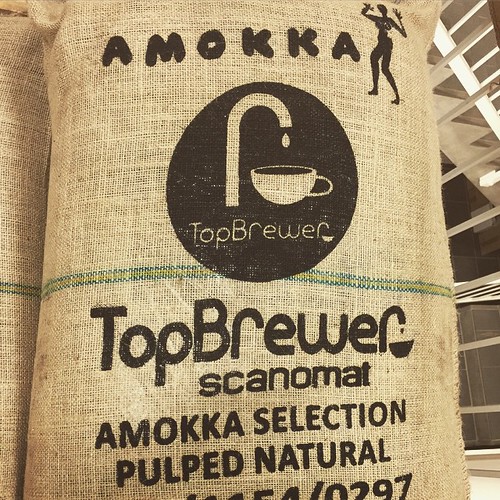 AMOKKA
TopBrewer
TopBrewer
scanomat
AMOKKA SELECTION
PULPED NATURAL